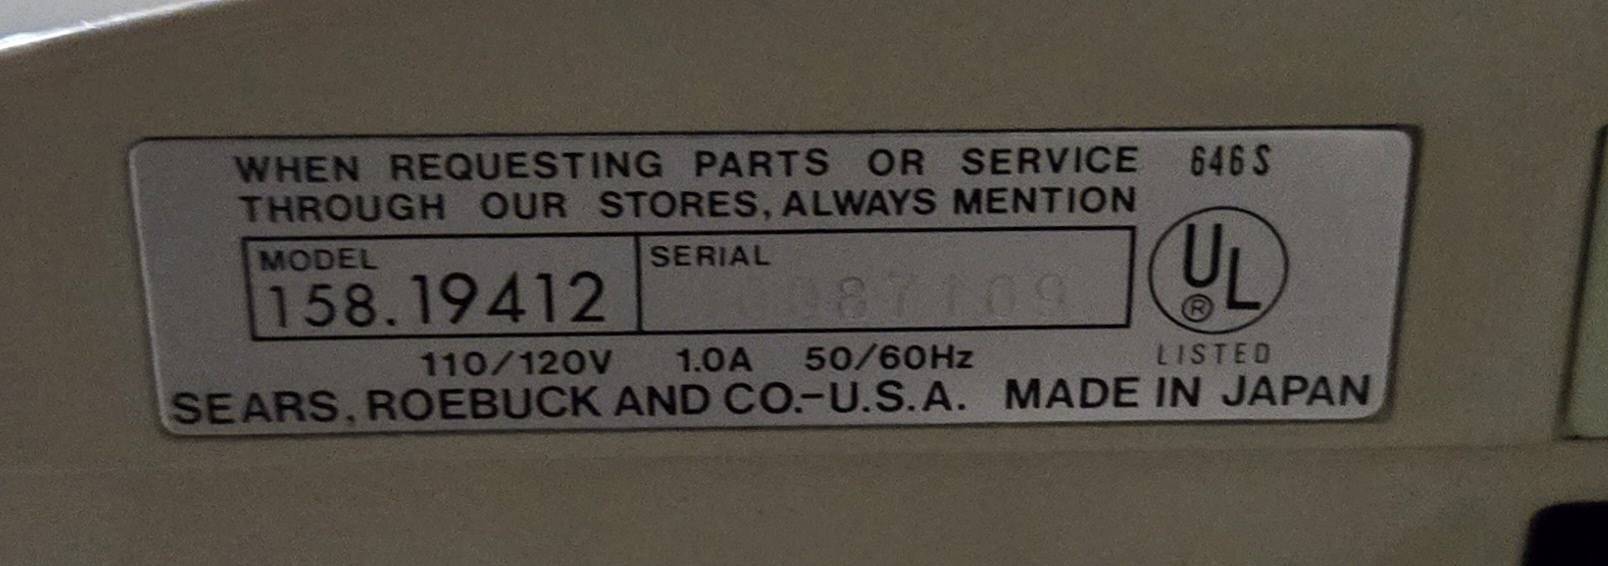 WHEN REQUESTING PARTS OR SERVICE 646S
THROUGH OUR STORES, ALWAYS MENTION
MODEL SERIAL
158.19412
UL
®
LISTED
110/120V 1.0A 50/60Hz
SEARS, ROEBUCK AND CO.-U.S.A. MADE IN JAPAN